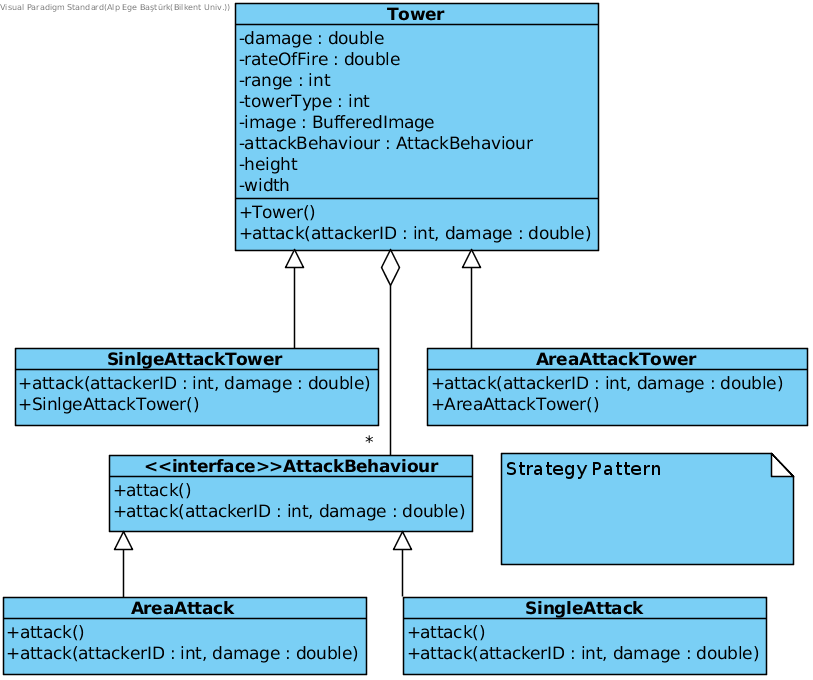 Visual Paradigm Standard(Alp Ege Baştürk(Bilkent Univ.))
Tower
-damage : double
-rateOfFire : double
-range : int
-towerType : int
-image : BufferedImage
-attackBehaviour : AttackBehaviour
-height
-width
+Tower()
+attack(attackerID : int, damage : double)
SinlgeAttackTower
+attack(attackerID : int, damage : double)
+SinlgeAttackTower()
AreaAttackTower
+attack(attackerID : int, damage : double)
+AreaAttackTower()
*
<<interface>>AttackBehaviour
+attack()
+attack(attackerID : int, damage : double)
Strategy Pattern
AreaAttack
+attack()
+attack(attackerID : int, damage : double)
SingleAttack
+attack()
+attack(attackerID : int, damage : double)